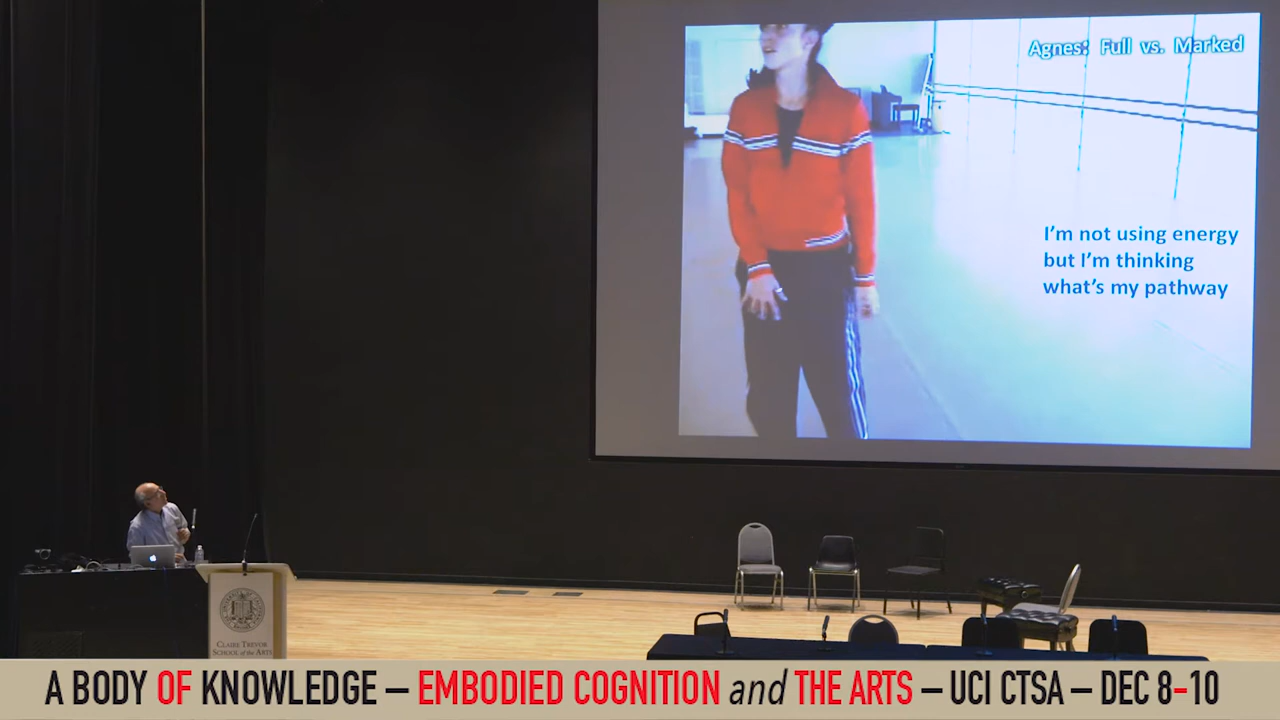 Agnes: Full vs. Marked
I'm not using energy
but I'm thinking
what's my pathway
CLAIRE TREVOR
SCHOOL of the ARTS
A BODY OF KNOWLEDGE – EMBODIED COGNITION and THE ARTS – UCI CTSA – DEC 8-10